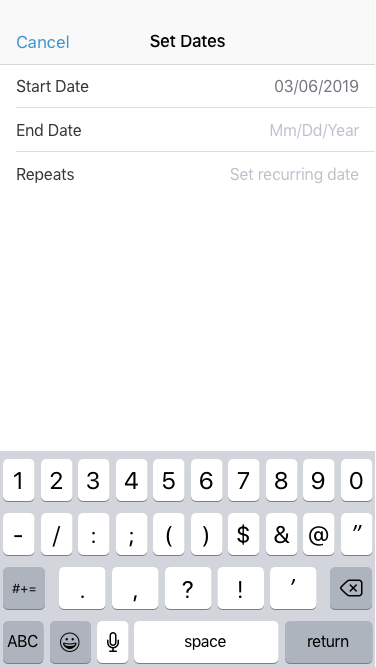 Cancel Set Dates
Start Date 03/06/2019
End Date Mm/Dd/Year
Repeats Set recurring date
1 2 3 4 5 6 7 8 9 0
- / : ; ( ) $ & @ ”
#+= . , ? ! ’
ABC space return